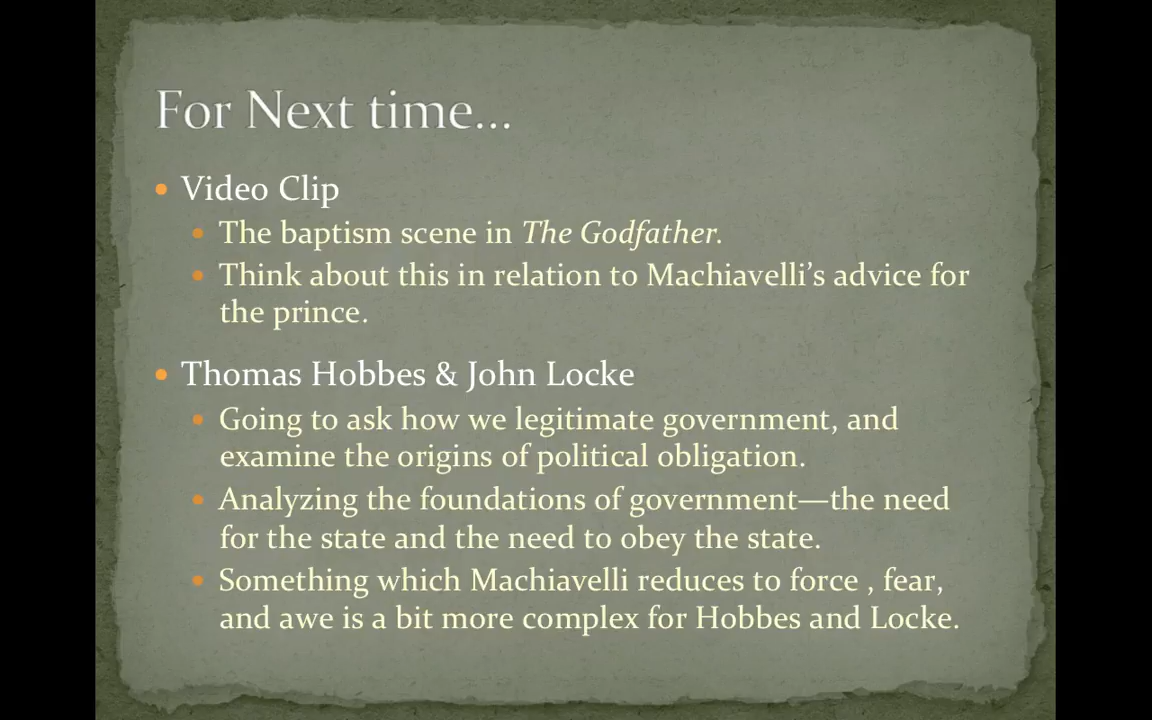 For Next time...
• Video Clip
• The baptism scene in The Godfather.
• Think about this in relation to Machiavelli’s advice for
the prince.
• Thomas Hobbes & John Locke
• Going to ask how we legitimate government, and
examine the origins of political obligation.
• Analyzing the foundations of government—the need
for the state and the need to obey the state.
• Something which Machiavelli reduces to force , fear,
and awe is a bit more complex for Hobbes and Locke.